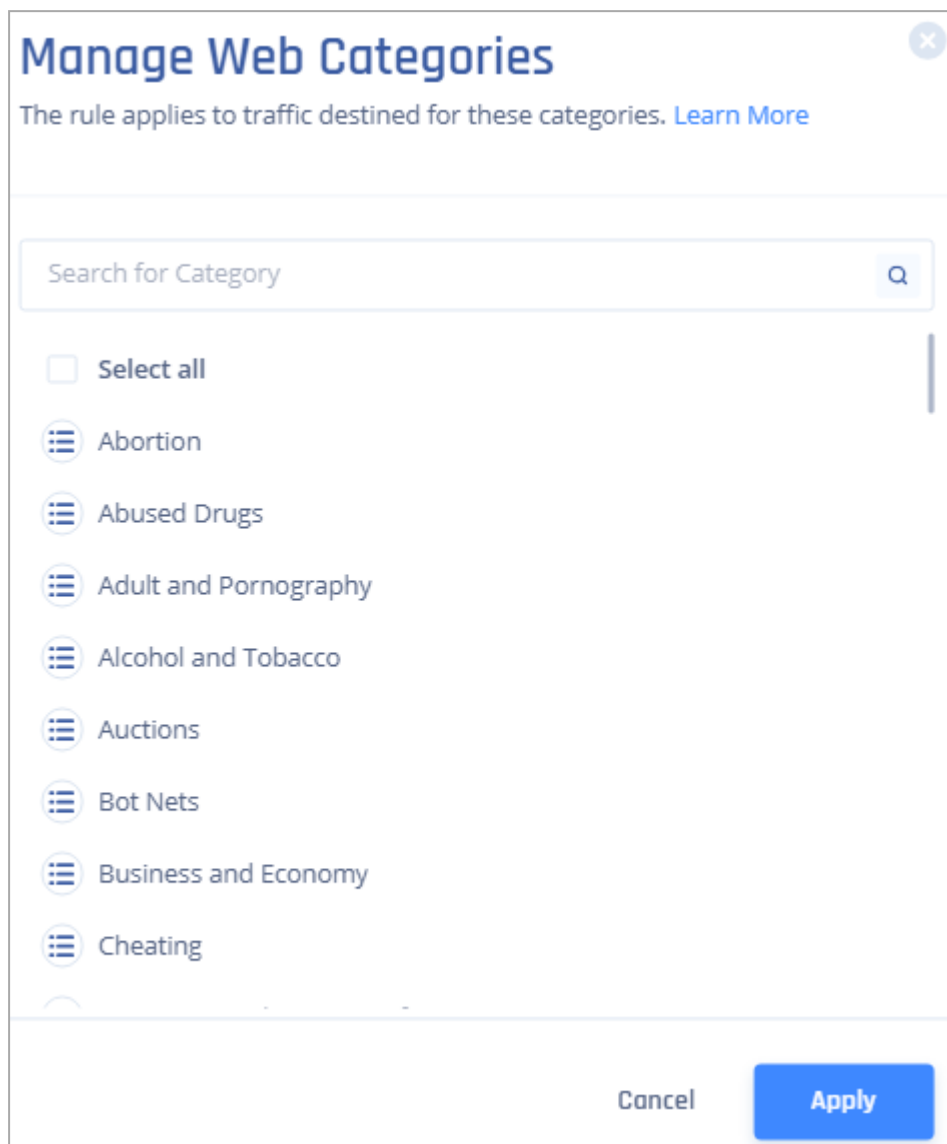 Manage Web Categories
The rule applies to traffic destined for these categories. Learn More
Search for Category
Select all
Abortion
Abused Drugs
Adult and Pornography
Alcohol and Tobacco
Auctions
Bot Nets
Business and Economy
Cheating
Cancel Apply